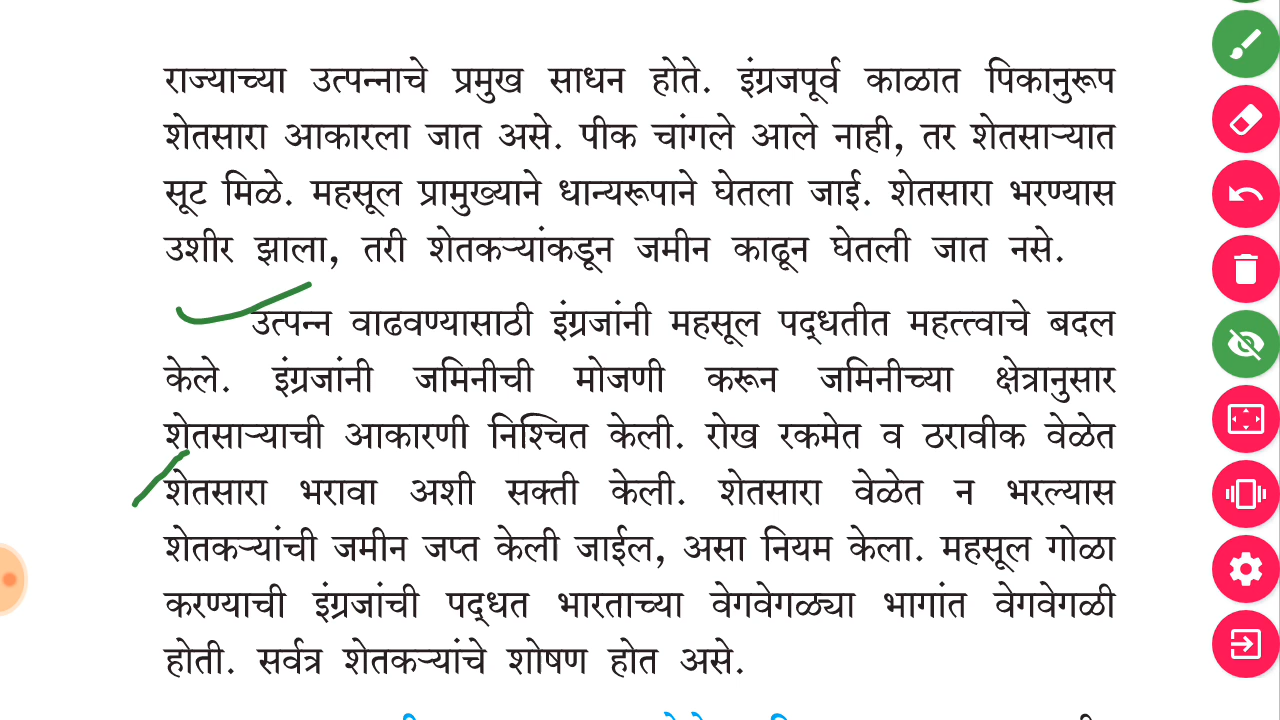 राज्याच्या उत्पन्नाचे प्रमुख साधन होते. इंग्रजपूर्व काळात पिकानुरूप
शेतसारा आकारला जात असे. पीक चांगले आले नाही, तर शेतसाऱ्यात
सूट मिळे. महसूल प्रामुख्याने धान्यरूपाने घेतला जाई. शेतसारा भरण्यास
उशीर झाला, तरी शेतकऱ्यांकडून जमीन काढून घेतली जात नसे.
उत्पन्न वाढवण्यासाठी इंग्रजांनी महसूल पद्धतीत महत्त्वाचे बदल
केले. इंग्रजांनी जमिनीची मोजणी करून जमिनीच्या क्षेत्रानुसार
शेतसाऱ्याची आकारणी निश्चित केली. रोख रकमेत व ठरावीक वेळेत
शेतसारा भरावा अशी सक्ती केली. शेतसारा वेळेत न भरल्यास
शेतकऱ्यांची जमीन जप्त केली जाईल, असा नियम केला. महसूल गोळा
करण्याची इंग्रजांची पद्धत भारताच्या वेगवेगळ्या भागांत वेगवेगळी
होती. सर्वत्र शेतकऱ्यांचे शोषण होत असे.